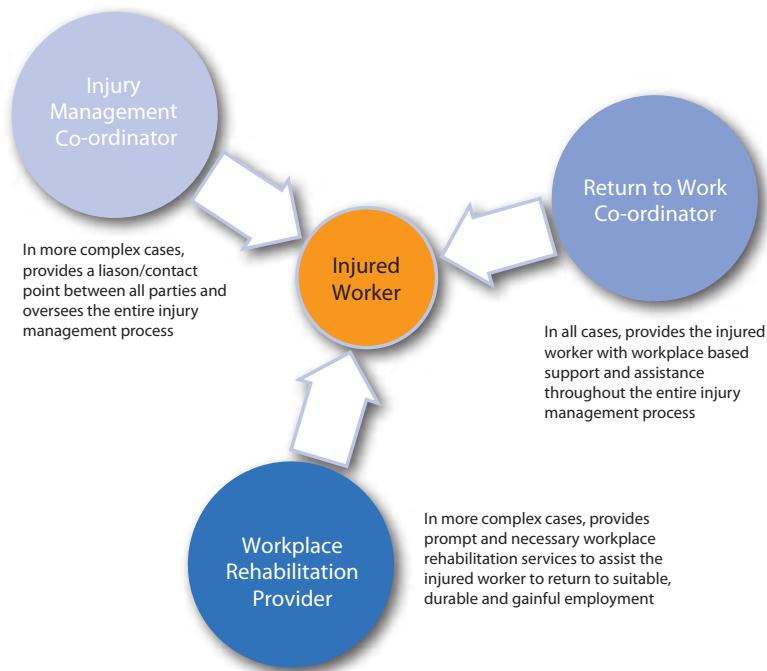 Injury
Management
Co-ordinator
In more complex cases,
provides a liason/contact
point between all parties and
oversees the entire injury
management process
Injured
Worker
Return to Work
Co-ordinator
In all cases, provides the injured
worker with workplace based
support and assistance
throughout the entire injury
management process
Workplace
Rehabilitation
Provider
In more complex cases, provides
prompt and necessary workplace
rehabilitation services to assist the
injured worker to return to suitable,
durable and gainful employment